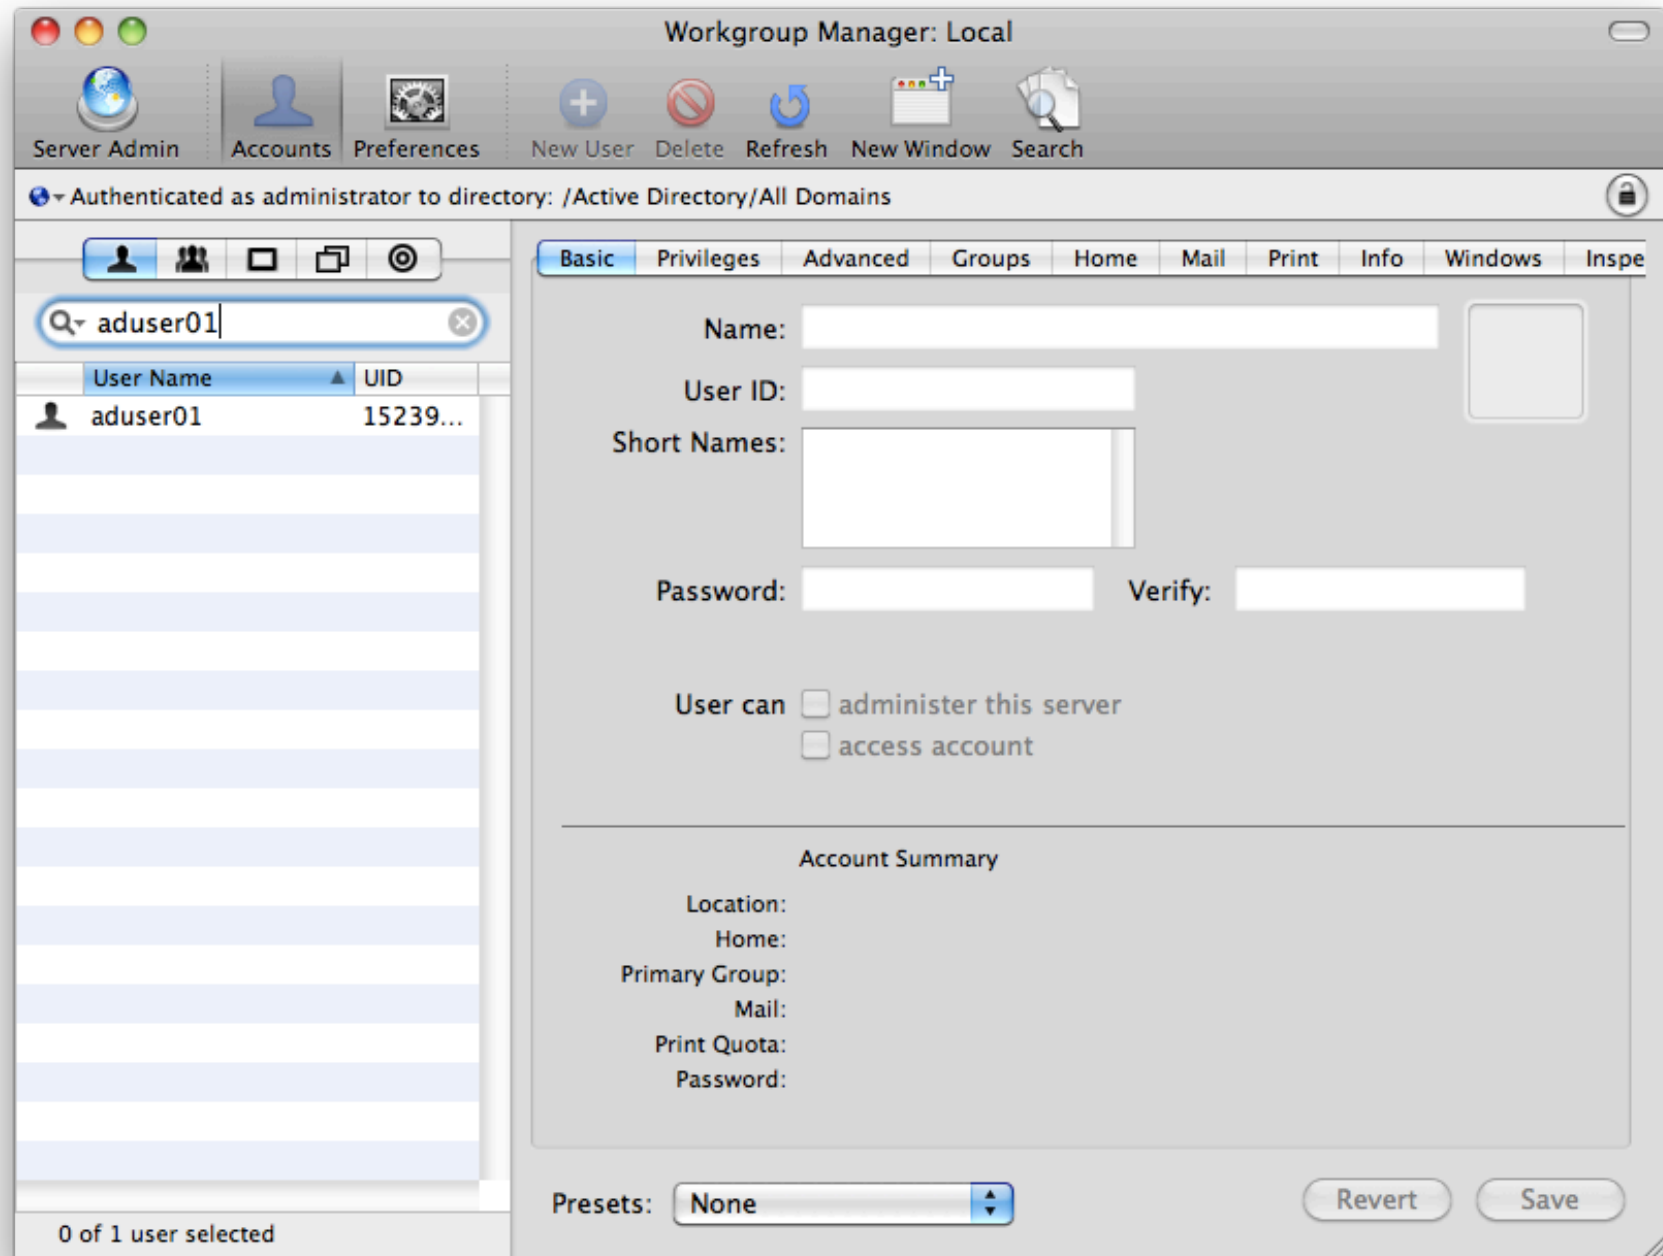 Workgroup Manager: Local
Server Admin Accounts Preferences New User Delete Refresh New Window Search
Authenticated as administrator to directory: /Active Directory/All Domains
aduser01
User Name UID
aduser01 15239...
0 of 1 user selected
Basic Privileges Advanced Groups Home Mail Print Info Windows Inspe
Name:
User ID:
Short Names:
Password: Verify:
User can administer this server
access account
Account Summary
Location:
Home:
Primary Group:
Mail:
Print Quota:
Password:
Presets: None Revert Save